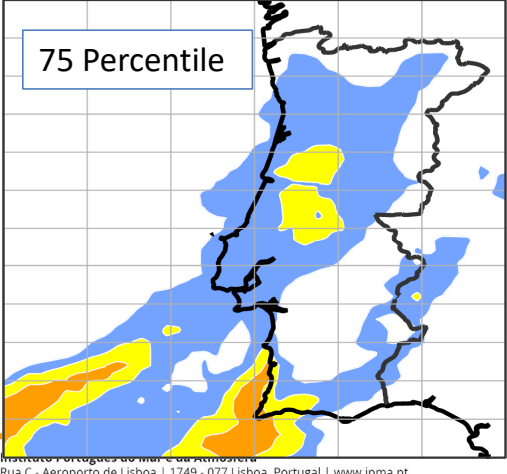 75 Percentile
Instituto Português do Mar e da Atmosfera
Rua C - Aeroporto de Lisboa | 1749 - 077 Lisboa, Portugal | www.ipma.pt